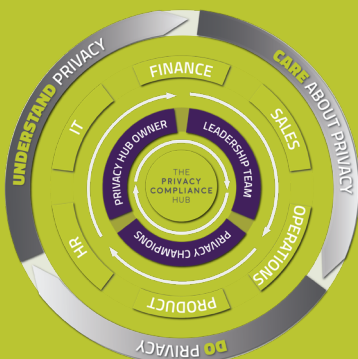 UNDERSTAND PRIVACY
CARE ABOUT PRIVACY
DO PRIVACY
FINANCE
SALES
OPERATIONS
PRODUCT
HR
IT
PRIVACY HUB OWNER
LEADERSHIP TEAM
PRIVACY CHAMPIONS
THE
PRIVACY
COMPLIANCE
HUB